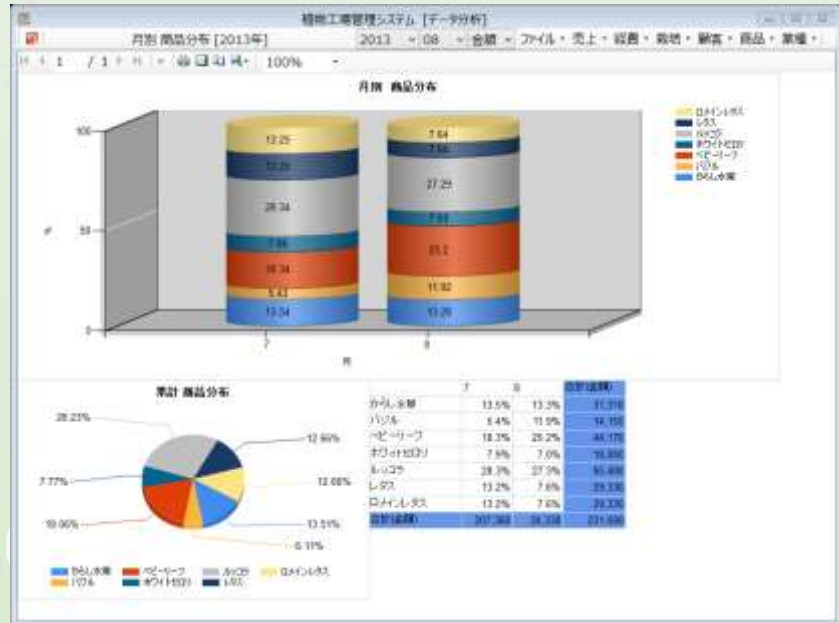 植物工場管理システム [データ分析]
月別 商品分布 [2013年] 2013 08 金額 ファイル 売上 経費 栽培 顧客 商品 業種
1 / 1 100%
月別 商品分布
ロメインレタス
レタス
ルッコラ
ホワイトセロリ
ベビーリーフ
バジル
からし水菜
100
50
0
%
13.25 7.64
13.25
28.34 27.29
7.86
18.34 25.2
5.43 11.92
13.54
7 8
月
累計 商品分布
28.23% 12.66%
7.77% 12.66%
19.06% 13.51%
6.11%
からし水菜 ベビーリーフ ルッコラ ロメインレタス
バジル ホワイトセロリ レタス
7 8 合計(金額)
からし水菜 13.5% 13.3%
バジル 5.4% 11.9%
ベビーリーフ 18.3% 25.2%
ホワイトセロリ 7.9%
ルッコラ 28.3% 27.3%
レタス 13.2% 7.6%
ロメインレタス 13.2% 7.6%
合計(金額)